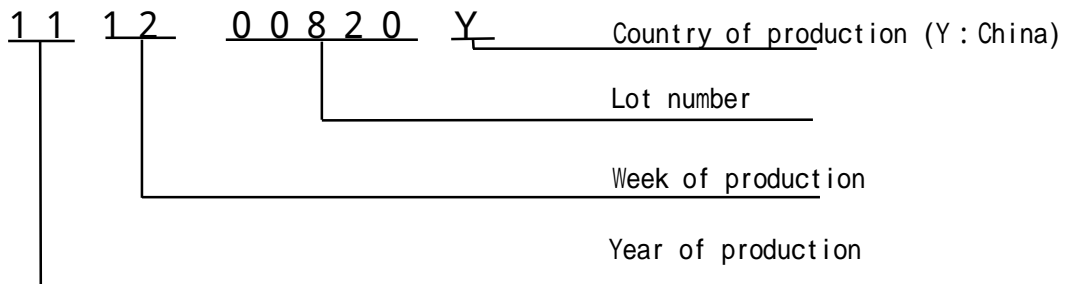 11 12 00820 Y Country of production (Y：China)
Lot number
Week of production
Year of production